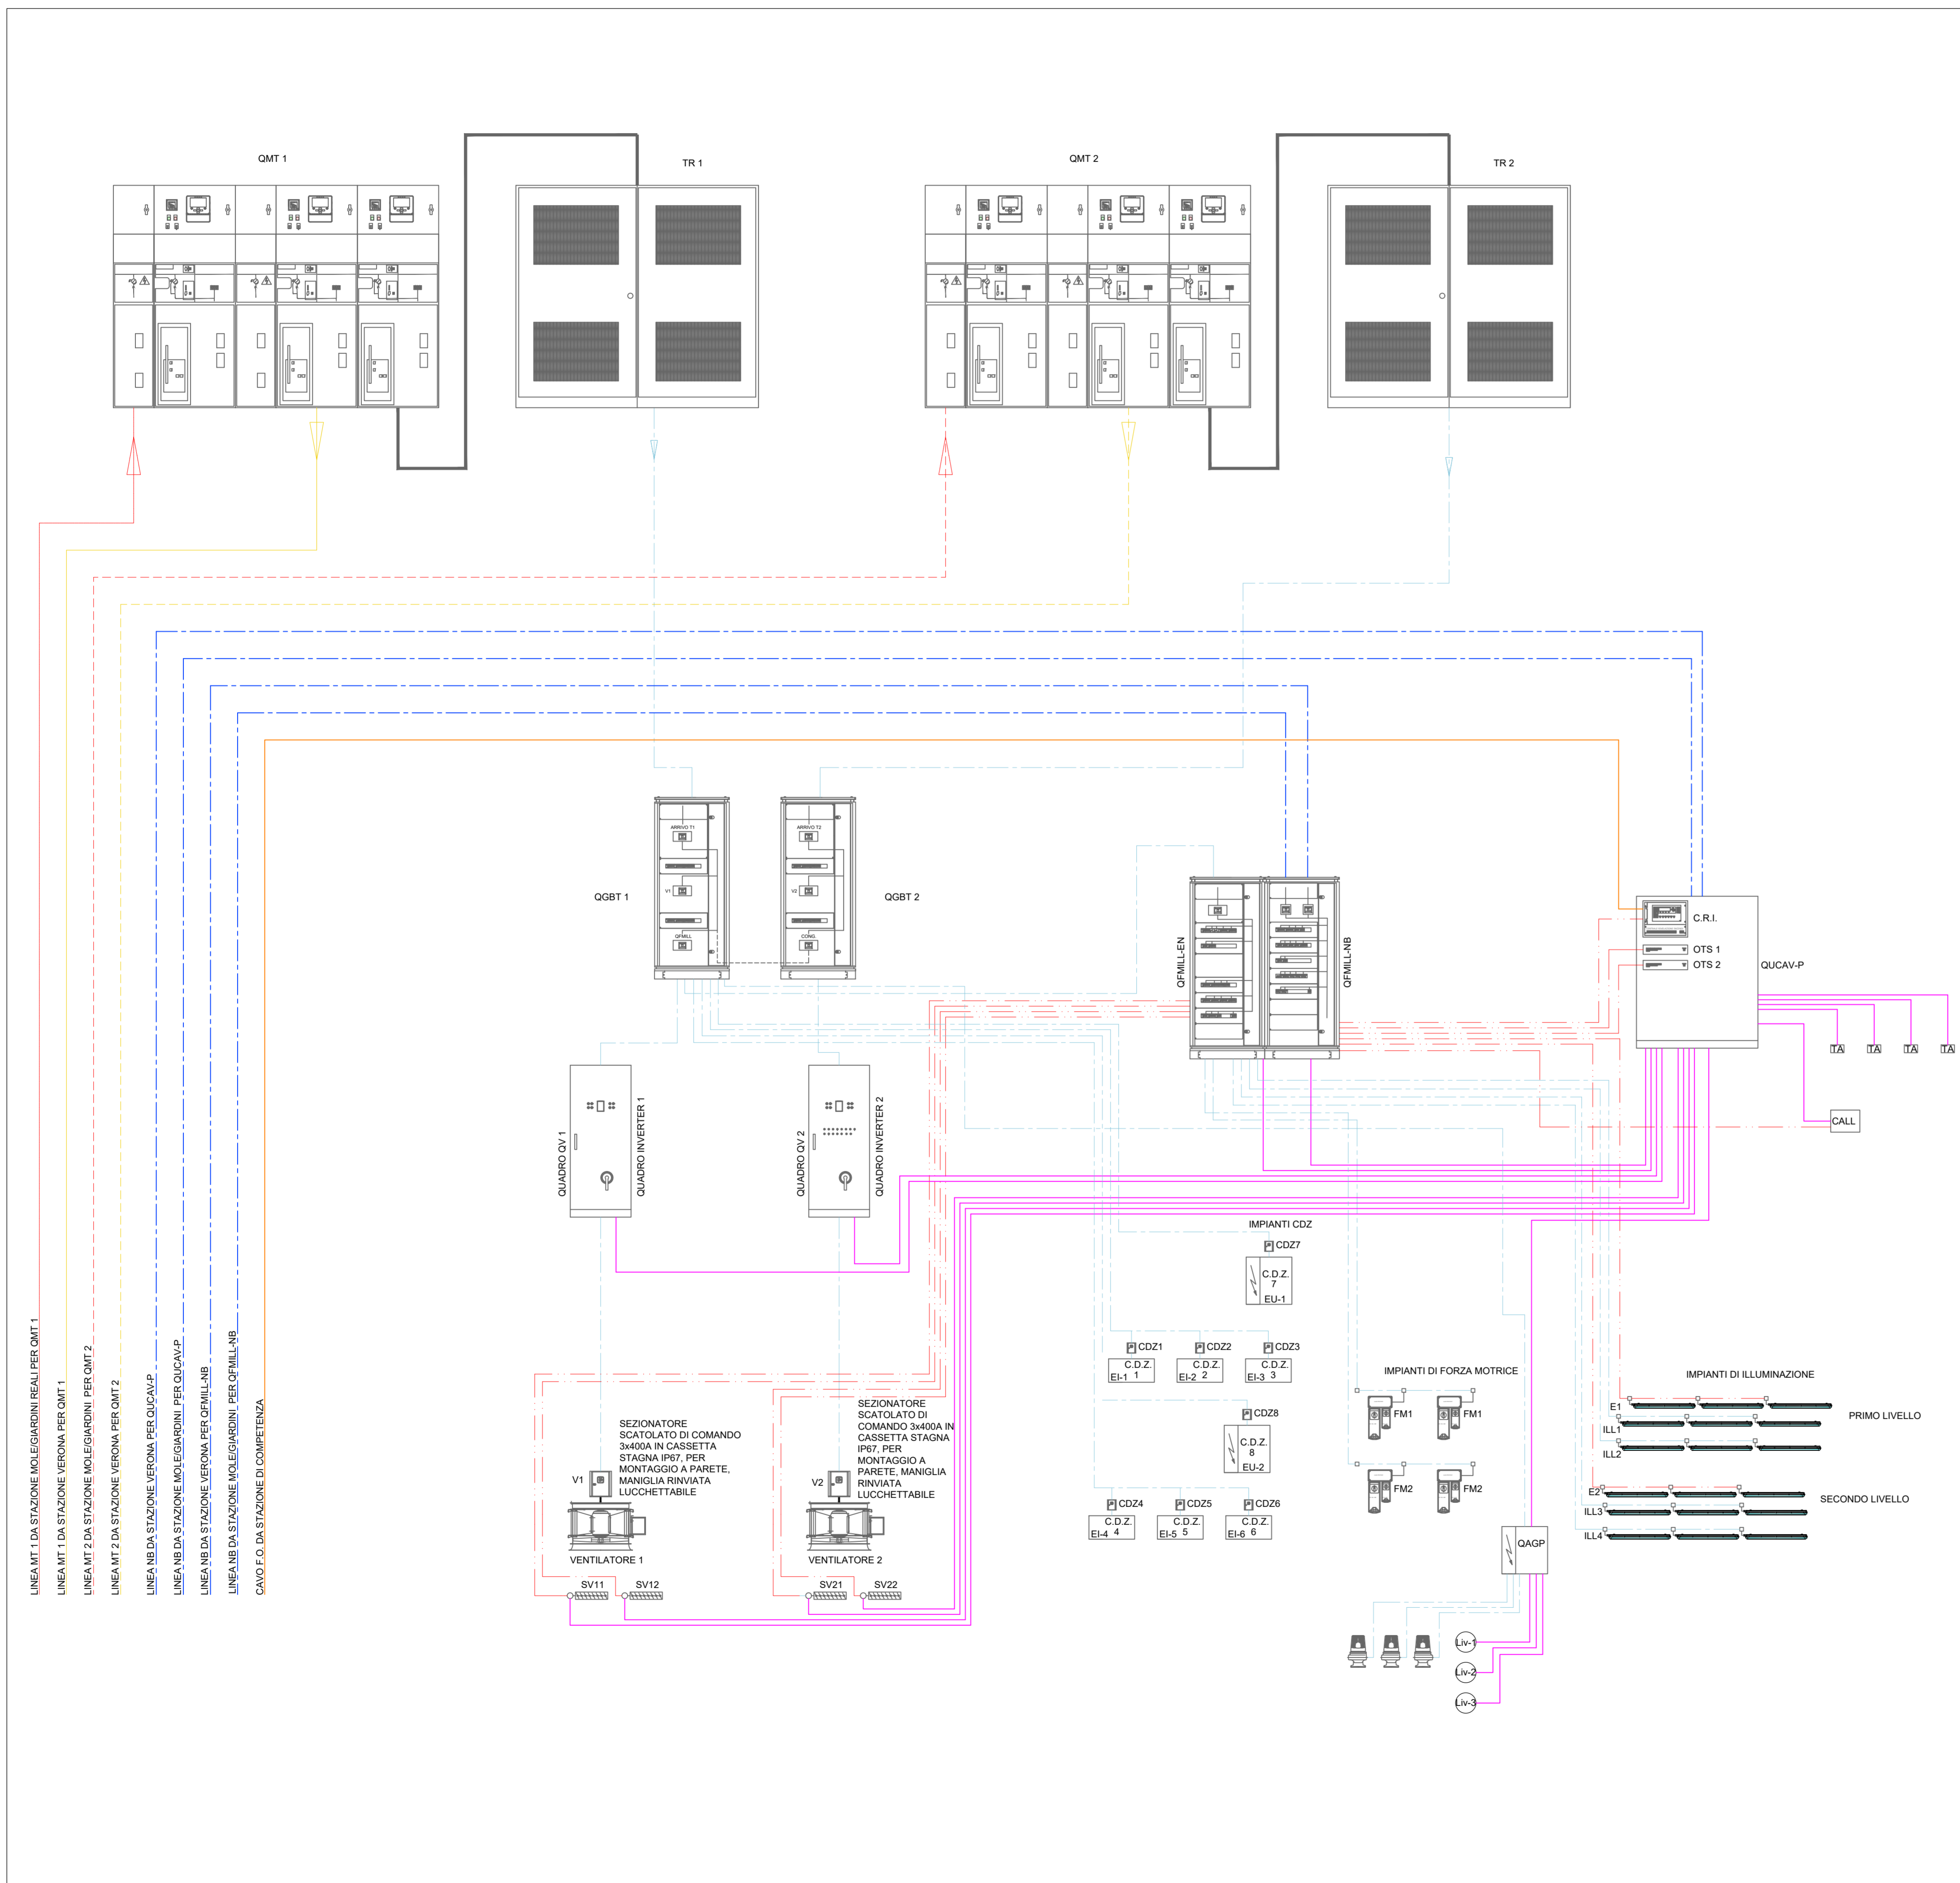 QMT 1
TR 1
QMT 2
TR 2
ARRIVO T1
V1
QFMILL
ARRIVO T2
V2
CONG
QGBT 1
QGBT 2
QFMILL-EN
QFMILL-NB
C.R.I.
OTS 1
OTS 2
QUCAV-P
TA
TA
TA
TA
CALL
QUADRO QV 1
QUADRO INVERTER 1
QUADRO QV 2
QUADRO INVERTER 2
IMPIANTI CDZ
CDZ7
C.D.Z.
7
EU-1
CDZ1
CDZ2
CDZ3
C.D.Z.
EI-1 1
C.D.Z.
EI-2 2
C.D.Z.
EI-3 3
CDZ8
C.D.Z.
8
EU-2
CDZ4
CDZ5
CDZ6
C.D.Z.
EI-4 4
C.D.Z.
EI-5 5
C.D.Z.
EI-6 6
IMPIANTI DI FORZA MOTRICE
FM1
FM1
FM2
FM2
IMPIANTI DI ILLUMINAZIONE
E1
PRIMO LIVELLO
ILL1
ILL2
E2
SECONDO LIVELLO
ILL3
ILL4
QAGP
Liv-1
Liv-2
Liv-3
SEZIONATORE
SCATOLATO DI COMANDO
3x400A IN CASSETTA
STAGNA IP67, PER
MONTAGGIO A PARETE,
MANIGLIA RINVIATA
LUCCHETTABILE
V1
VENTILATORE 1
SV11
SV12
SEZIONATORE
SCATOLATO DI
COMANDO 3x400A IN
CASSETTA STAGNA
IP67, PER
MONTAGGIO A
PARETE, MANIGLIA
RINVIATA
LUCCHETTABILE
V2
VENTILATORE 2
SV21
SV22
LINEA MT 1 DA STAZIONE MOLE/GIARDINI REALI PER QMT 1
LINEA MT 1 DA STAZIONE VERONA PER QMT 1
LINEA MT 2 DA STAZIONE MOLE/GIARDINI PER QMT 2
LINEA MT 2 DA STAZIONE VERONA PER QMT 2
LINEA NB DA STAZIONE VERONA PER QUCAV-P
LINEA NB DA STAZIONE MOLE/GIARDINI PER QUCAV-P
LINEA NB DA STAZIONE VERONA PER QFMILL-NB
LINEA NB DA STAZIONE MOLE/GIARDINI PER QFMILL-NB
CAVO F.O. DA STAZIONE DI COMPETENZA